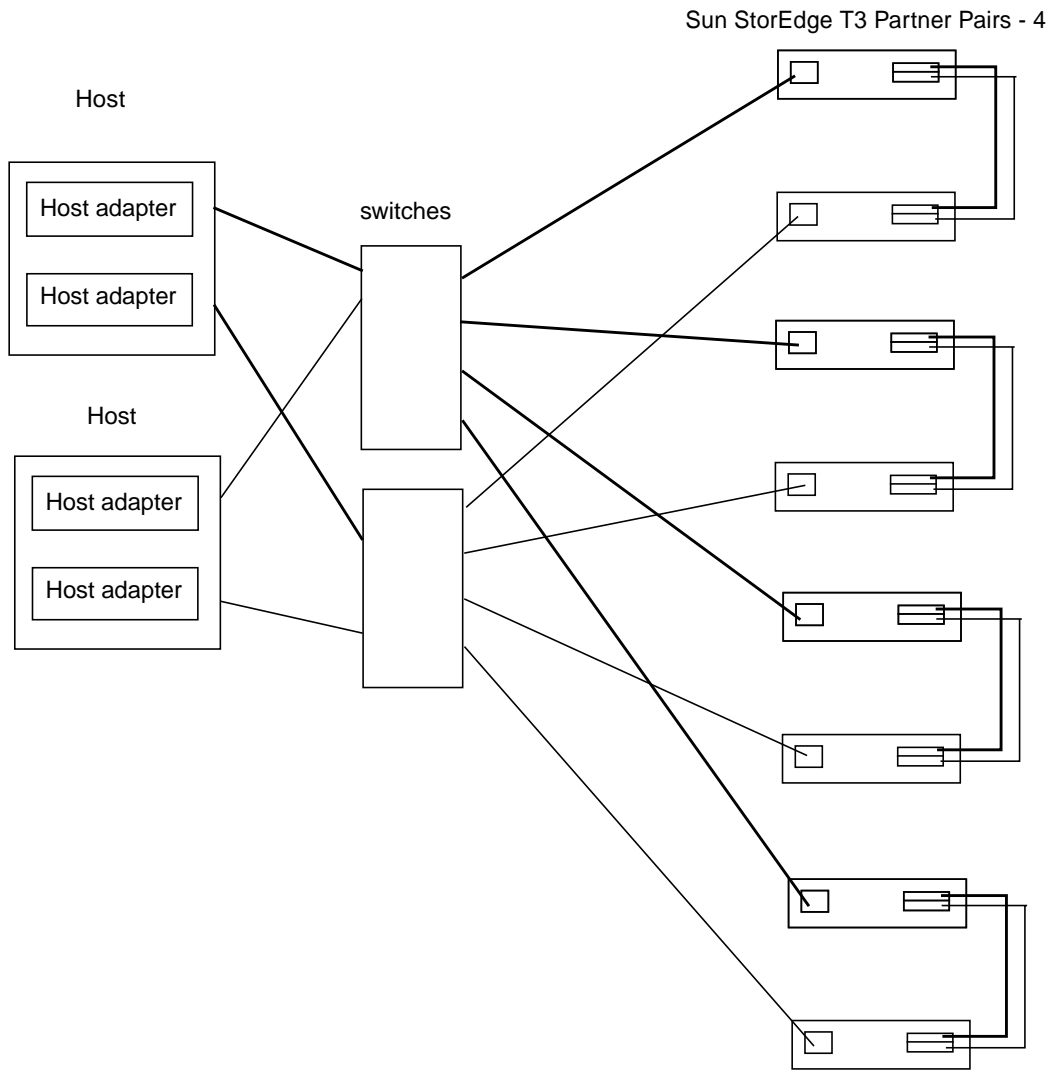 Sun StorEdge T3 Partner Pairs - 4
Host
Host adapter
Host adapter
switches
Host
Host adapter
Host adapter